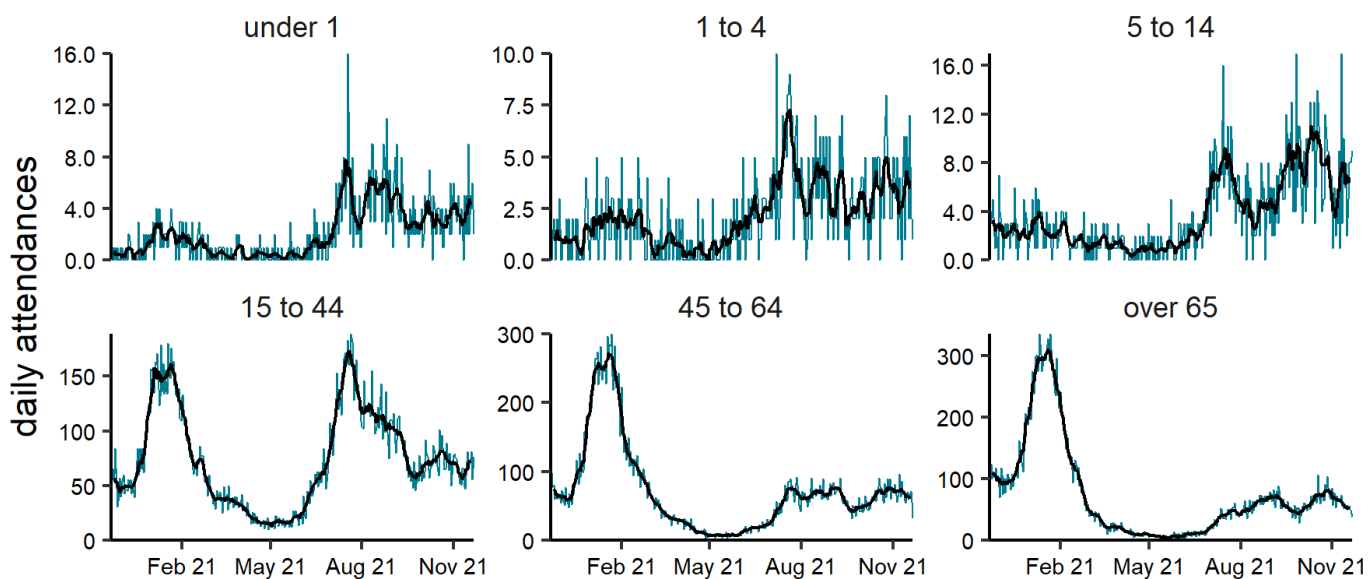 under 1
1 to 4
5 to 14
16.0
12.0
8.0
4.0
0.0
10.0
7.5
5.0
2.5
0.0
16.0
12.0
8.0
4.0
0.0
daily attendances
15 to 44
45 to 64
over 65
150
100
50
0
300
200
100
0
300
200
100
0
Feb 21 May 21 Aug 21 Nov 21
Feb 21 May 21 Aug 21 Nov 21
Feb 21 May 21 Aug 21 Nov 21